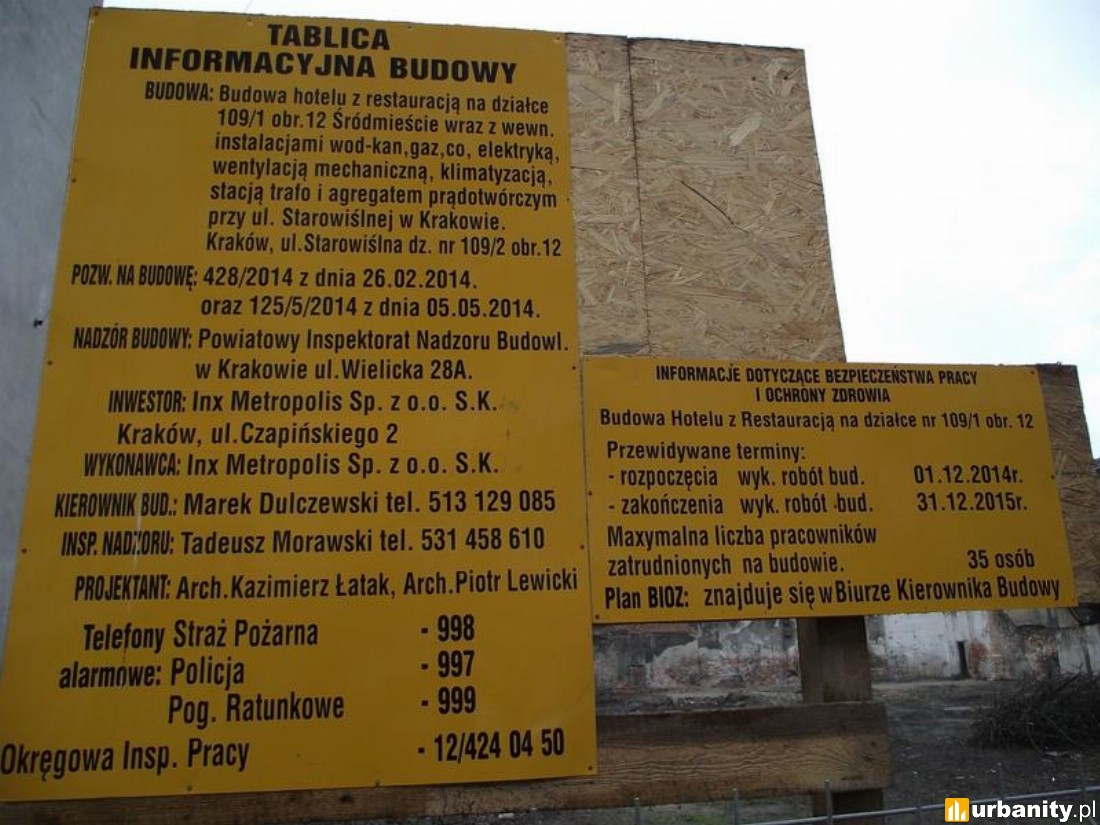 TABLICA
INFORMACYJNA BUDOWY
BUDOWA: Budowa hotelu z restauracją na działce
109/1 obr.12 Śródmieście wraz z wewn.
instalacjami wod-kan,gaz,co, elektryką,
wentylacją mechaniczną, klimatyzacją,
stacją trafo i agregatem prądotwórczym
przy ul. Starowiślnej w Krakowie.
Kraków, ul.Starowiślna dz. nr 109/2 obr.12
POZW. NA BUDOWĘ: 428/2014 z dnia 26.02.2014.
oraz 125/5/2014 z dnia 05.05.2014.
NADZÓR BUDOWY: Powiatowy Inspektorat Nadzoru Budowl.
w Krakowie ul.Wielicka 28A.
INWESTOR: Inx Metropolis Sp. z o.o. S.K.
Kraków, ul.Czapińskiego 2
WYKONAWCA: Inx Metropolis Sp. z o.o. S.K.
KIEROWNIK BUD.: Marek Dulczewski tel. 513 129 085
INSP. NADZORU: Tadeusz Morawski tel. 531 458 610
PROJEKTANT: Arch.Kazimierz Łatak, Arch.Piotr Lewicki
Telefony Straż Pożarna - 998
alarmowe: Policja - 997
Pog. Ratunkowe - 999
Okręgowa Insp. Pracy - 12/424 04 50
INFORMACJE DOTYCZĄCE BEZPIECZEŃSTWA PRACY
I OCHRONY ZDROWIA
Budowa Hotelu z Restauracją na działce nr 109/1 obr. 12
Przewidywane terminy:
- rozpoczęcia wyk. robót bud. 01.12.2014r.
- zakończenia wyk. robót bud. 31.12.2015r.
Maxymalna liczba pracowników
zatrudnionych na budowie. 35 osób
Plan BIOZ: znajduje się w Biurze Kierownika Budowy
urbanity.pl